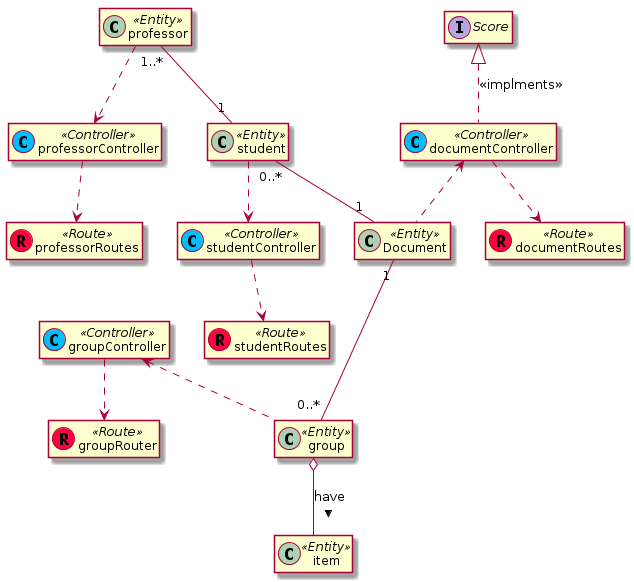 C «Entity»
professor
I Score
1..*
«implments»
1
C «Controller»
professorController
C «Entity»
student
C «Controller»
documentController
0..*
1
R «Route»
professorRoutes
C «Controller»
studentController
C «Entity»
Document
R «Route»
documentRoutes
1
C «Controller»
groupController
R «Route»
studentRoutes
0..*
R «Route»
groupRouter
C «Entity»
group
have
C «Entity»
item